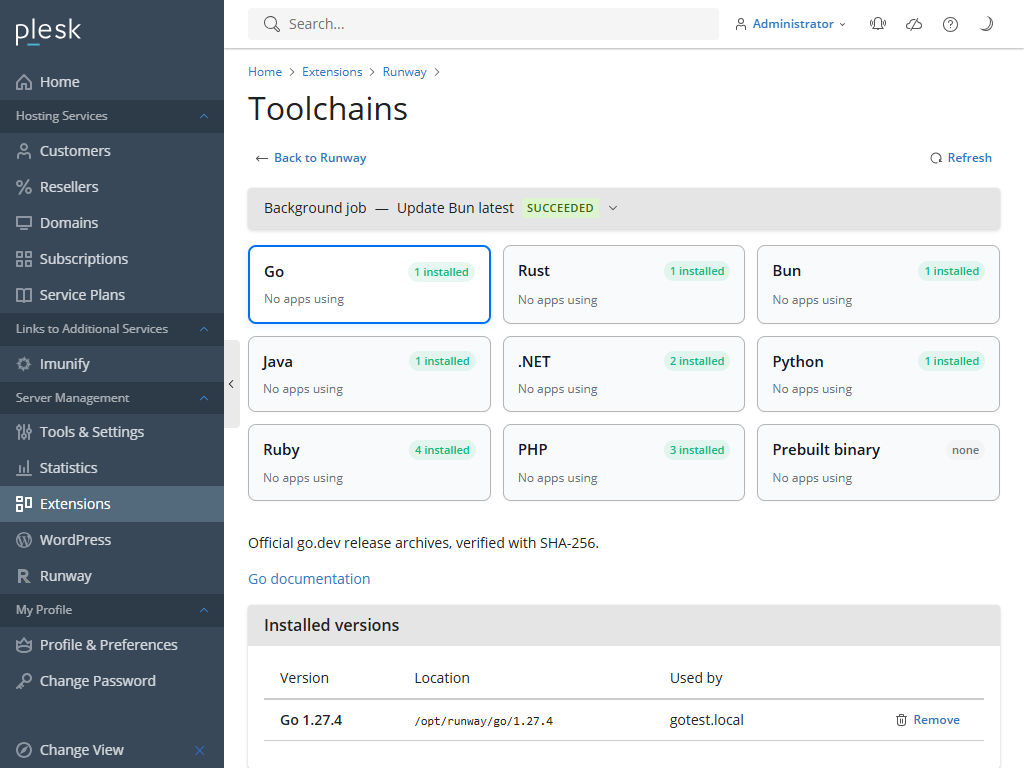 plesk
Search...
Administrator
Home
Hosting Services
Customers
Resellers
Domains
Subscriptions
Service Plans
Links to Additional Services
Imunify
Server Management
Tools & Settings
Statistics
Extensions
WordPress
Runway
My Profile
Profile & Preferences
Change Password
Change View
Home > Extensions > Runway >
Toolchains
← Back to Runway
Refresh
Background job — Update Bun latest SUCCEEDED
Go 1 installed
No apps using
Rust 1 installed
No apps using
Bun 1 installed
No apps using
Java 1 installed
No apps using
.NET 2 installed
No apps using
Python 1 installed
No apps using
Ruby 4 installed
No apps using
PHP 3 installed
No apps using
Prebuilt binary none
No apps using
Official go.dev release archives, verified with SHA-256.
Go documentation
Installed versions
Version Location Used by
Go 1.27.4 /opt/runway/go/1.27.4 gotest.local Remove